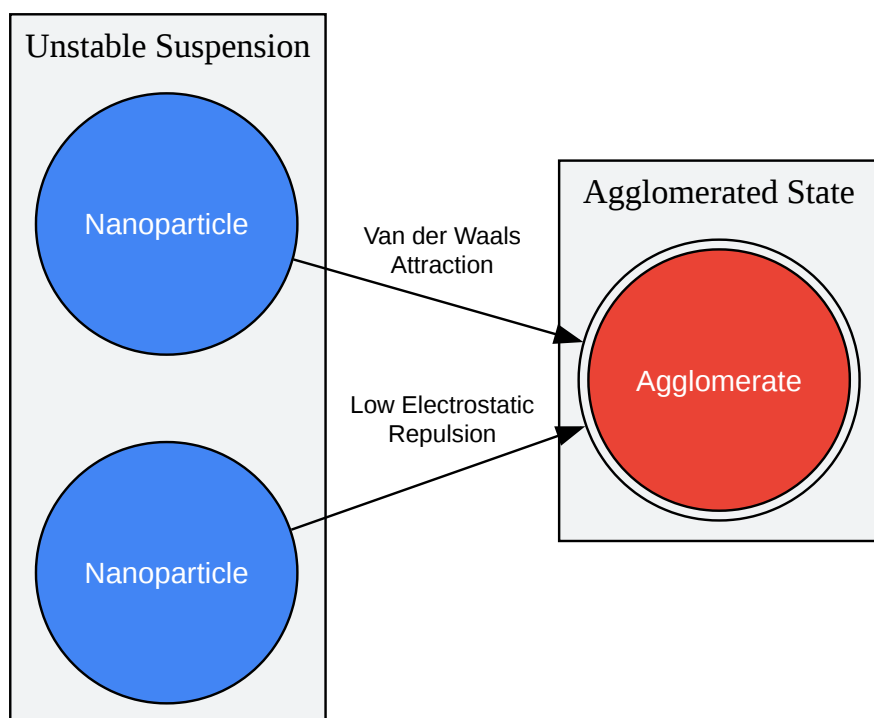 Unstable Suspension
Nanoparticle
Van der Waals
Attraction
Agglomerated State
Agglomerate
Low Electrostatic
Repulsion
Nanoparticle